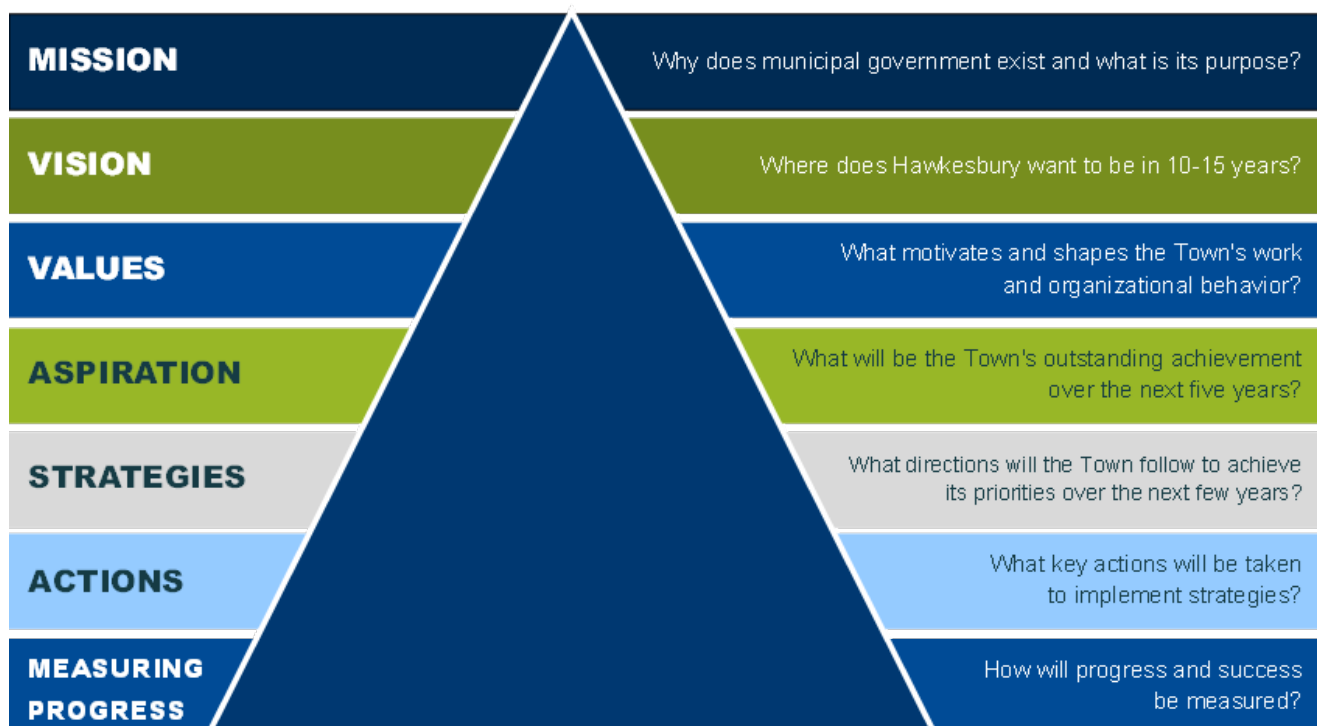 MISSION
Why does municipal government exist and what is its purpose?
VISION
Where does Hawkesbury want to be in 10-15 years?
VALUES
What motivates and shapes the Town's work
and organizational behavior?
ASPIRATION
What will be the Town's outstanding achievement
over the next five years?
STRATEGIES
What directions will the Town follow to achieve
its priorities over the next few years?
ACTIONS
What key actions will be taken
to implement strategies?
MEASURING
PROGRESS
How will progress and success
be measured?